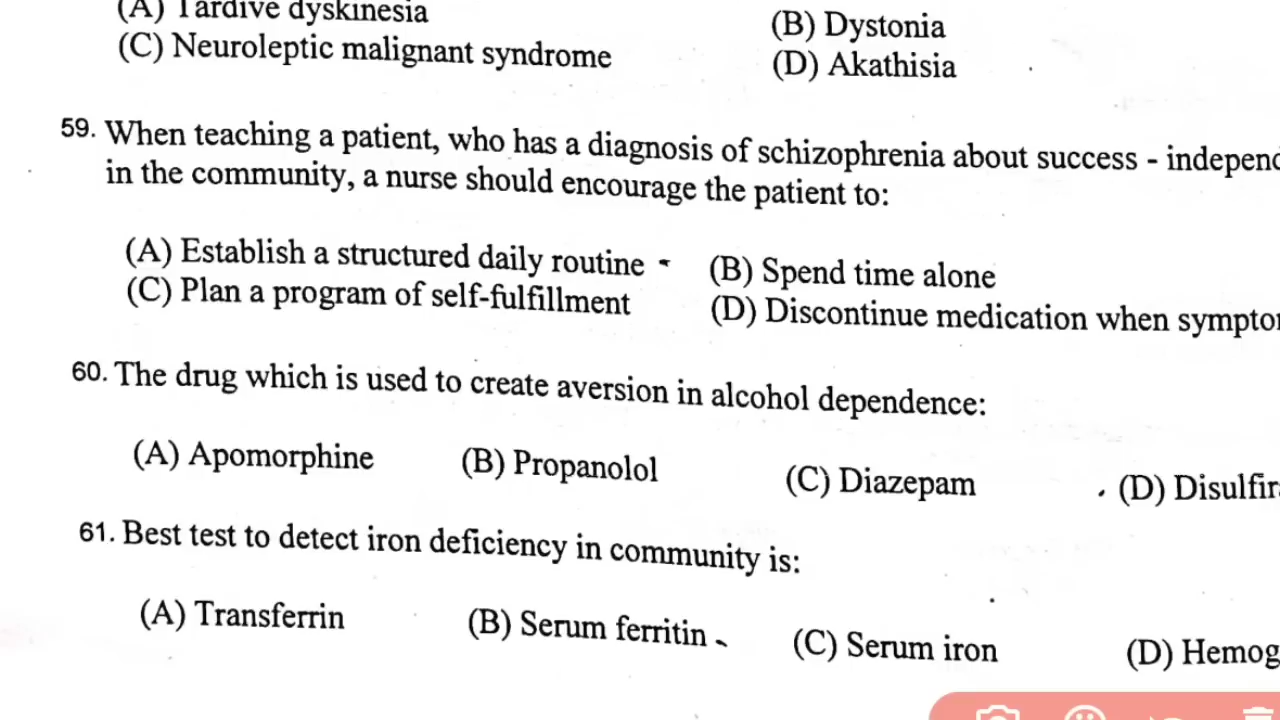 (A) Tardive dyskinesia (B) Dystonia
(C) Neuroleptic malignant syndrome (D) Akathisia
59. When teaching a patient, who has a diagnosis of schizophrenia about success - independ
in the community, a nurse should encourage the patient to:
(A) Establish a structured daily routine - (B) Spend time alone
(C) Plan a program of self-fulfillment (D) Discontinue medication when symptom
60. The drug which is used to create aversion in alcohol dependence:
(A) Apomorphine (B) Propanolol (C) Diazepam (D) Disulfir
61. Best test to detect iron deficiency in community is:
(A) Transferrin (B) Serum ferritin (C) Serum iron (D) Hemog